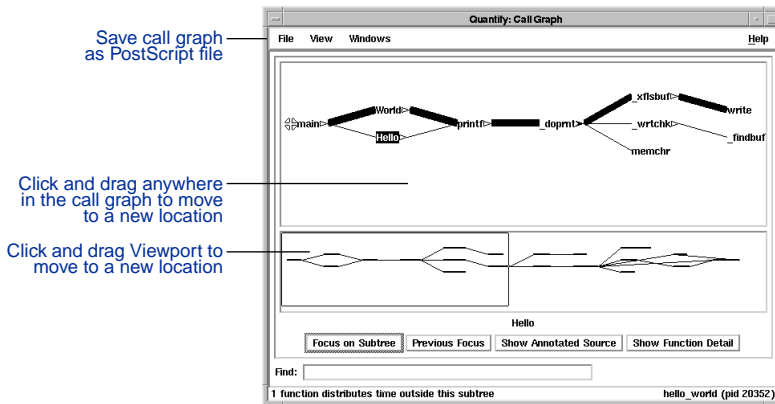 Quantify: Call Graph
File View Windows Help
Save call graph
as PostScript file
main
World
Hello
printf
_doprnt
_xflsbuf
write
_wrtchk
_findbuf
memchr
Click and drag anywhere
in the call graph to move
to a new location
Click and drag Viewport to
move to a new location
Hello
Focus on Subtree Previous Focus Show Annotated Source Show Function Detail
Find:
1 function distributes time outside this subtree hello_world (pid 20352)